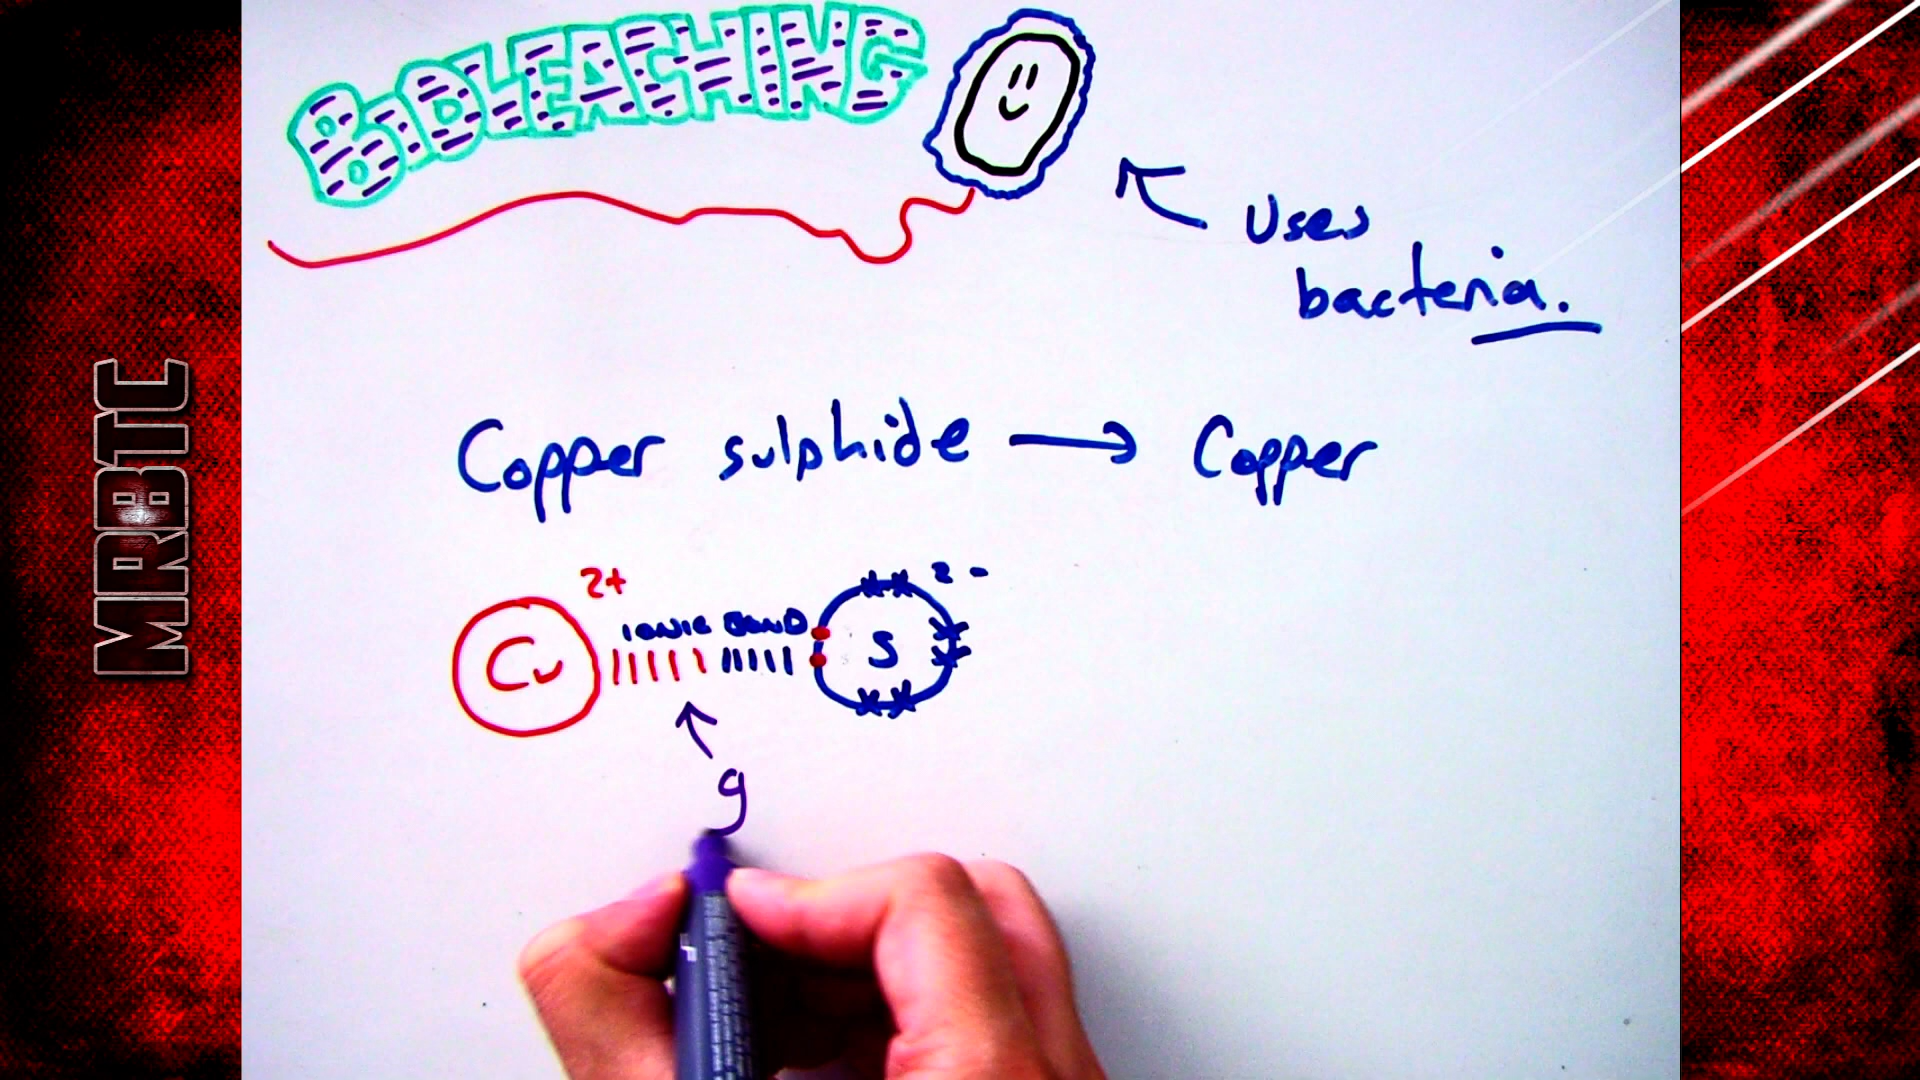 BIOLEACHING
Uses
bacteria.
Copper sulphide → Copper
2+
2-
IONIC BOND
Cu
S
g
MRBTC